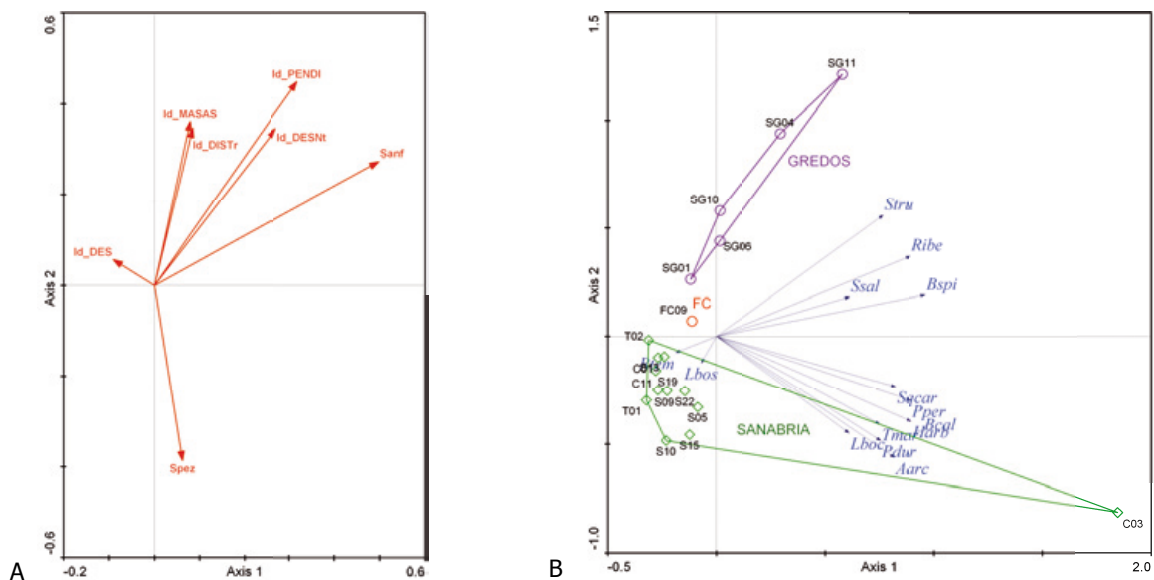 0.6
Id_PENDI
Id_MASAS
Id_DISTr
Id_DESNt
Sanf
Id_DES
Axis 2
Spez
-0.6
-0.2
Axis 1
0.6
A
1.5
SG11
SG04
GREDOS
SG10
SG06
SG01
Stru
Ribe
Bspi
Ssal
Axis 2
FC
FC09
T02
Lbos
C11
S19
S09
S22
S05
T01
SANABRIA
S15
S10
Pper
Bcal
Harb
Tmar
Lboc
Pdur
Aarc
C03
-1.0
-0.5
Axis 1
2.0
B